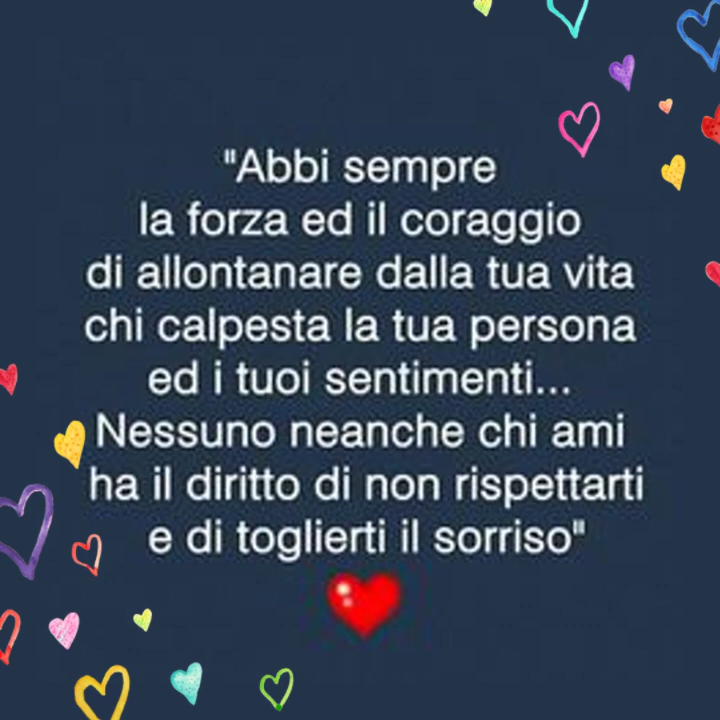 "Abbi sempre
la forza ed il coraggio
di allontanare dalla tua vita
chi calpesta la tua persona
ed i tuoi sentimenti...
Nessuno neanche chi ami
ha il diritto di non rispettarti
e di toglierti il sorriso"